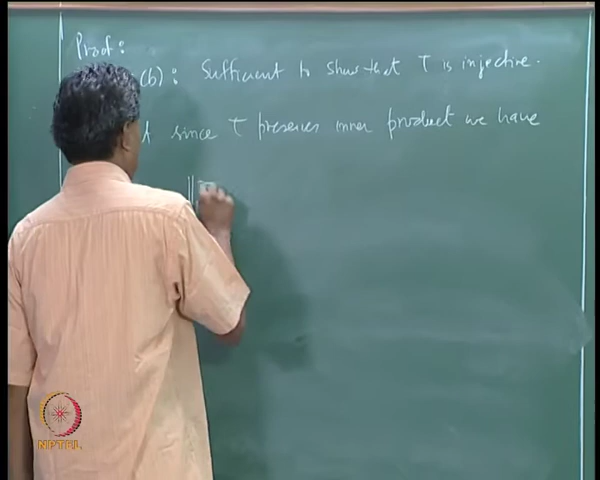 Proof:
(b): Sufficient to show that T is injective.
since T preserves inner product we have
||T
NPTEL